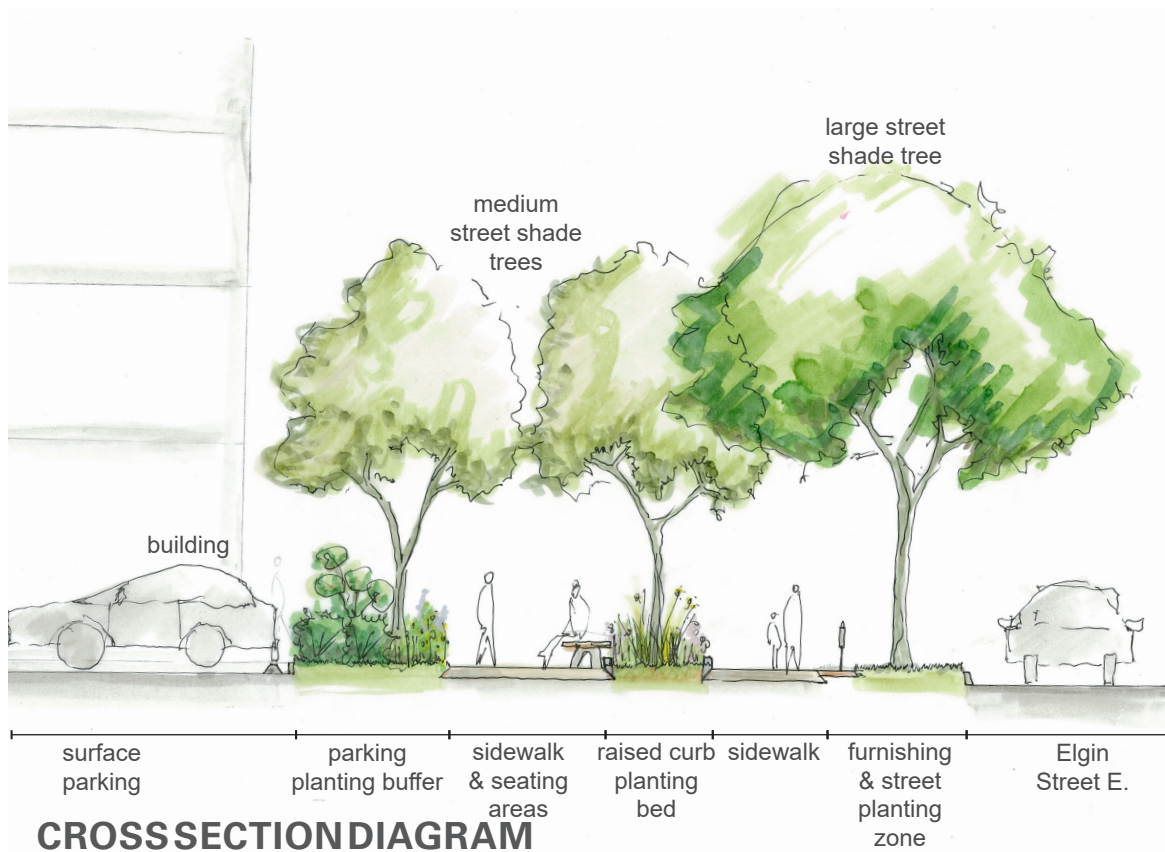 large street
shade tree
medium
street shade
trees
building
surface
parking
parking
planting buffer
sidewalk
& seating
areas
raised curb
planting
bed
sidewalk
furnishing
& street
planting
zone
Elgin
Street E.
CROSS SECTION DIAGRAM